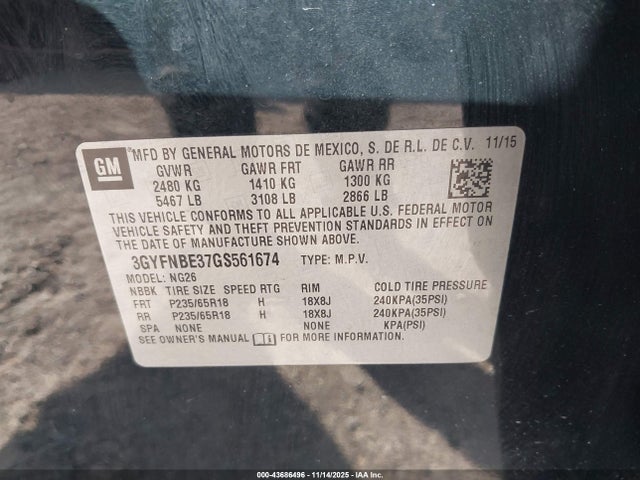 GM
MFD BY GENERAL MOTORS DE MEXICO, S. DE R.L. DE C.V. 11/15
GVWR GAWR FRT GAWR RR
2480 KG 1410 KG 1300 KG
5467 LB 3108 LB 2866 LB
THIS VEHICLE CONFORMS TO ALL APPLICABLE U.S. FEDERAL MOTOR
VEHICLE SAFETY AND THEFT PREVENTION STANDARDS IN EFFECT ON
THE DATE OF MANUFACTURE SHOWN ABOVE.
3GYFNBE37GS561674 TYPE: M.P.V.
MODEL: NG26
NBBK TIRE SIZE SPEED RTG RIM COLD TIRE PRESSURE
FRT P235/65R18 H 18X8J 240KPA(35PSI)
RR P235/65R18 H 18X8J 240KPA(35PSI)
SPA NONE NONE KPA(PSI)
SEE OWNER'S MANUAL FOR MORE INFORMATION.
000-43686496 - 11/14/2025 - IAA Inc.